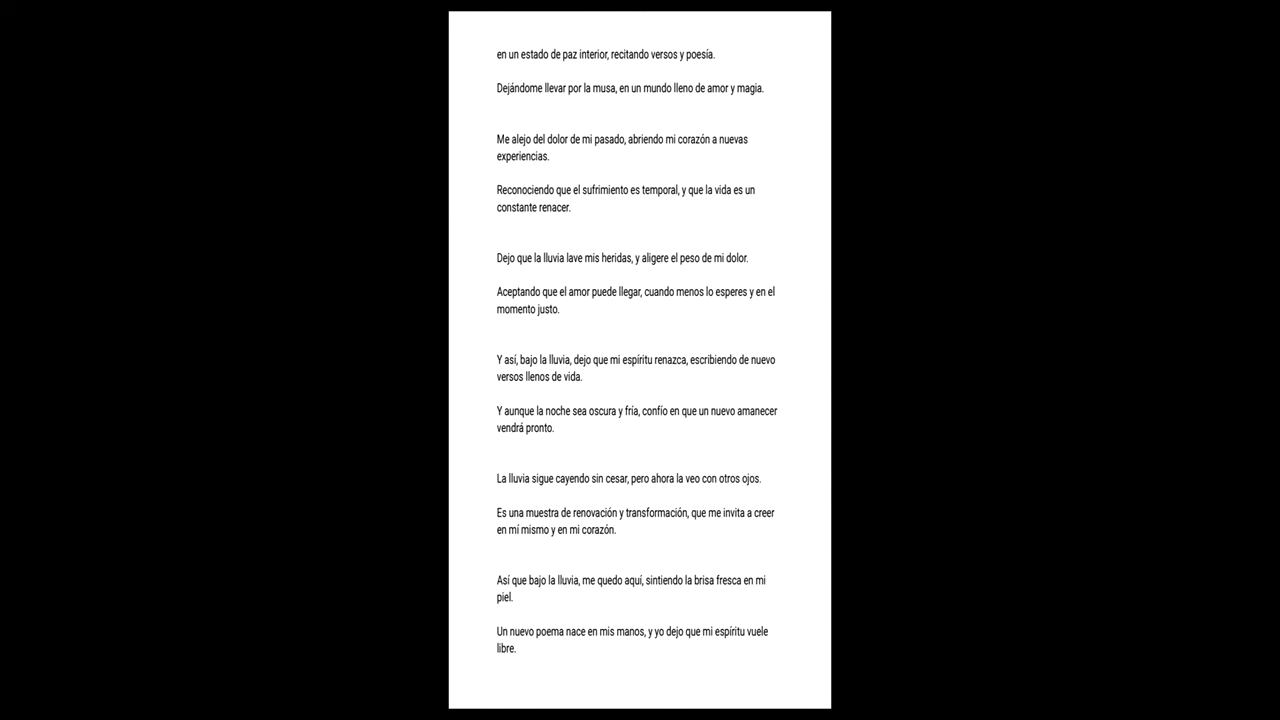 en un estado de paz interior, recitando versos y poesía.
Dejándome llevar por la musa, en un mundo lleno de amor y magia.
Me alejo del dolor de mi pasado, abriendo mi corazón a nuevas
experiencias.
Reconociendo que el sufrimiento es temporal, y que la vida es un
constante renacer.
Dejo que la lluvia lave mis heridas, y aligere el peso de mi dolor.
Aceptando que el amor puede llegar, cuando menos lo esperes y en el
momento justo.
Y así, bajo la lluvia, dejo que mi espíritu renazca, escribiendo de nuevo
versos llenos de vida.
Y aunque la noche sea oscura y fría, confío en que un nuevo amanecer
vendrá pronto.
La lluvia sigue cayendo sin cesar, pero ahora la veo con otros ojos.
Es una muestra de renovación y transformación, que me invita a creer
en mí mismo y en mi corazón.
Así que bajo la lluvia, me quedo aquí, sintiendo la brisa fresca en mi
piel.
Un nuevo poema nace en mis manos, y yo dejo que mi espíritu vuele
libre.